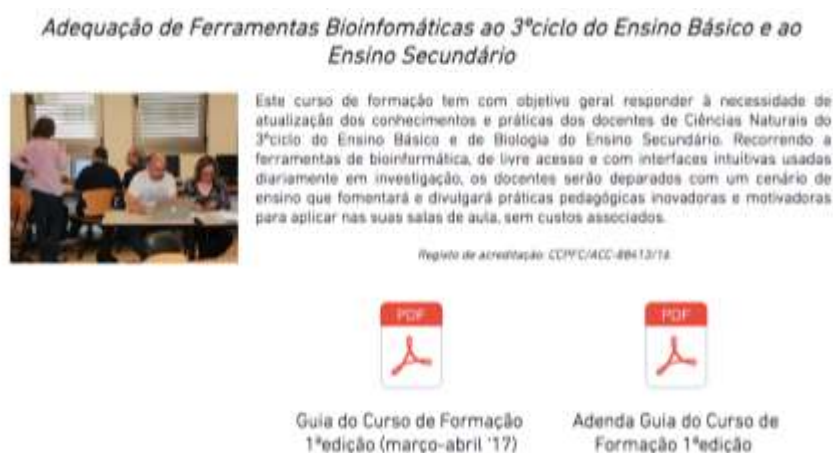 Adequação de Ferramentas Bioinfomáticas ao 3ºciclo do Ensino Básico e ao
Ensino Secundário
Este curso de formação tem com objetivo geral responder à necessidade de
atualização dos conhecimentos e práticas dos docentes de Ciências Naturais do
3ºciclo do Ensino Básico e de Biologia do Ensino Secundário. Recorrendo a
ferramentas de bioinformática, de livre acesso e com interfaces intuitivas usadas
diariamente em investigação, os docentes serão deparados com um cenário de
ensino que fomentará e divulgará práticas pedagógicas inovadoras e motivadoras
para aplicar nas suas salas de aula, sem custos associados.
Registo de acreditação: CCPFC/ACC-88413/16
PDF
PDF
Guia do Curso de Formação
1ªedição (março-abril '17)
Adenda Guia do Curso de
Formação 1ªedição